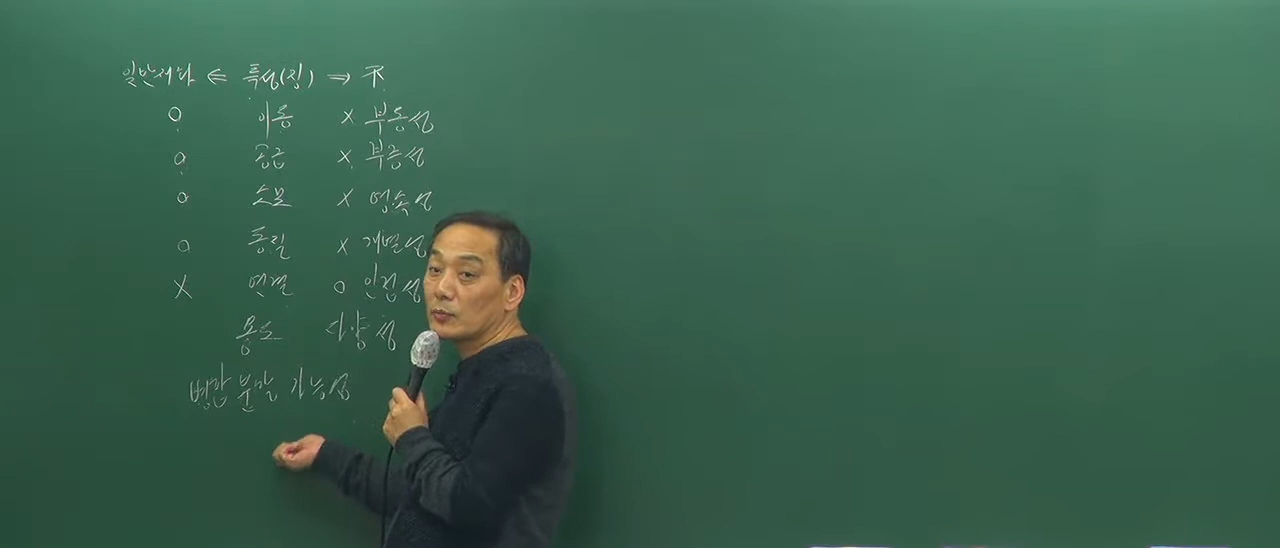 일반재화 ⇐ 특성(징) ⇒ 不
o 이동 x 부동성
o 공급 x 부증성
o 소모 x 영속성
o 동질 x 개별성
x 연결 o 인접성
용도 다양성
병합 분할 가능성